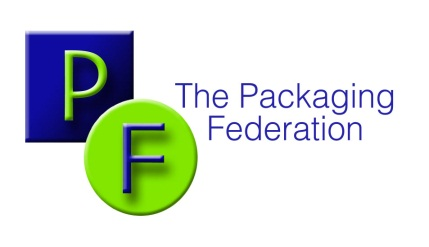 P
F
The Packaging
Federation